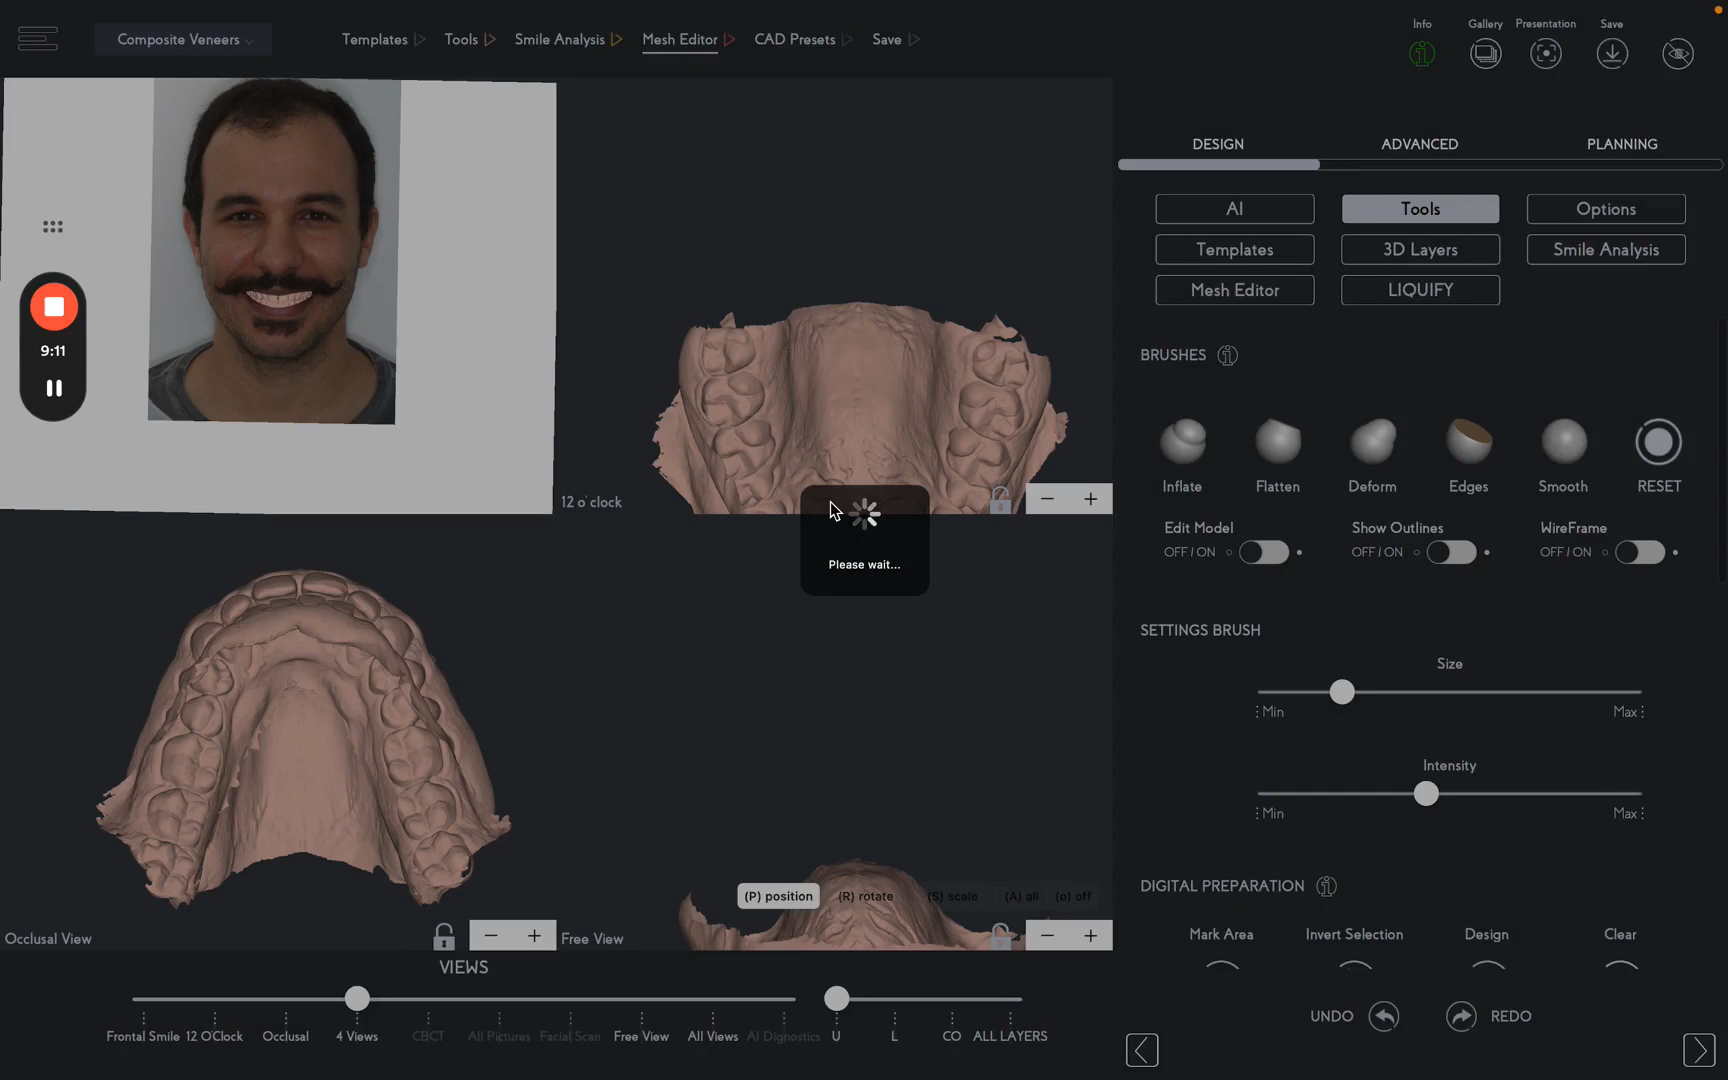 Composite Veneers
Templates
Tools
Smile Analysis
Mesh Editor
CAD Presets
Save
Info
Gallery
Presentation
Save
DESIGN
ADVANCED
PLANNING
AI
Tools
Options
Templates
3D Layers
Smile Analysis
Mesh Editor
LIQUIFY
9:11
BRUSHES
Inflate
Flatten
Deform
Edges
Smooth
RESET
Edit Model
OFF / ON
Show Outlines
OFF / ON
WireFrame
OFF / ON
12 o'clock
Please wait...
SETTINGS BRUSH
Size
Min
Max
Intensity
Min
Max
DIGITAL PREPARATION
Mark Area
Invert Selection
Design
Clear
(P) position
(R) rotate
(S) scale
(A) all
(o) off
Occlusal View
Free View
VIEWS
Frontal Smile
12 O'Clock
Occlusal
4 Views
CBCT
All Pictures
Facial Scan
Free View
All Views
AI Dignostics
U
L
CO
ALL LAYERS
UNDO
REDO